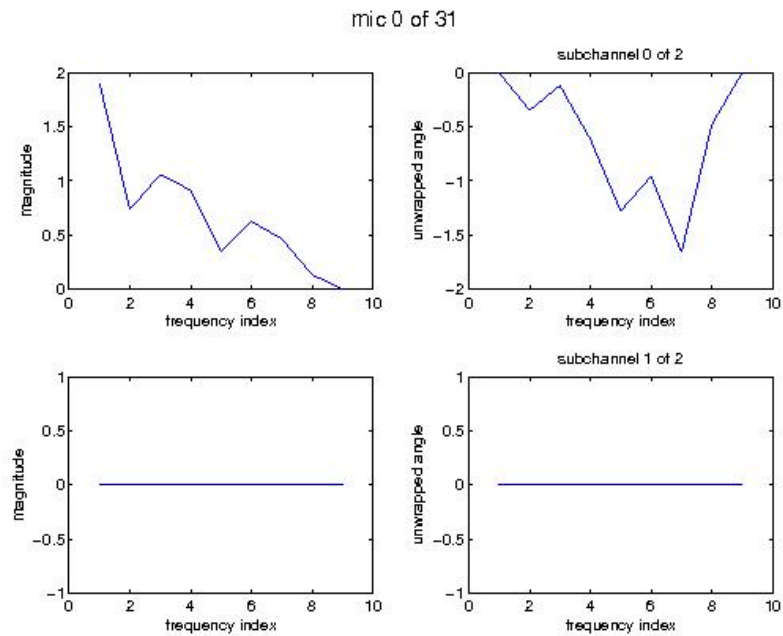 mic 0 of 31
subchannel 0 of 2
Magnitude
2
1.5
1
0.5
0
0 2 4 6 8 10
frequency index
unwrapped angle
0
−0.5
−1
−1.5
−2
0 2 4 6 8 10
frequency index
subchannel 1 of 2
Magnitude
1
0.5
0
−0.5
−1
0 2 4 6 8 10
frequency index
unwrapped angle
1
0.5
0
−0.5
−1
0 2 4 6 8 10
frequency index